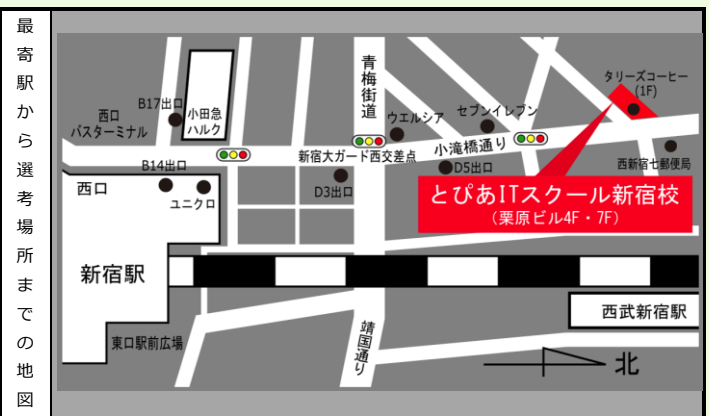 最寄駅から選考場所までの地図
青梅街道
タリーズコーヒー
(1F)
B17出口
小田急
ハルク
西口
バスターミナル
ウエルシア
セブンイレブン
小滝橋通り
新宿大ガード西交差点
西新宿七郵便局
B14出口
D5出口
D3出口
西口
ユニクロ
とぴあITスクール新宿校
(栗原ビル4F・7F)
新宿駅
西武新宿駅
東口駅前広場
靖国通り
北